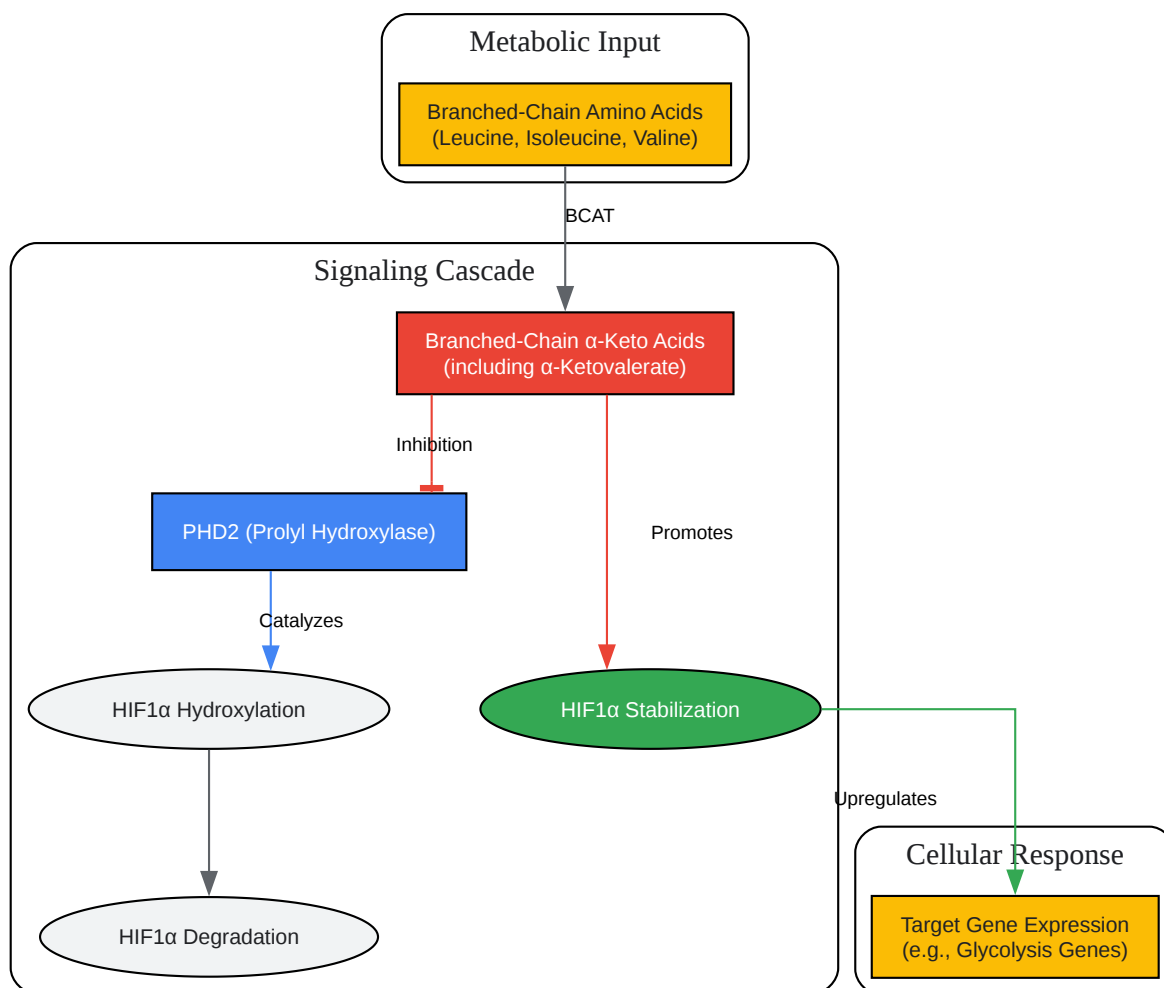 Metabolic Input
Branched-Chain Amino Acids
(Leucine, Isoleucine, Valine)
BCAT
Signaling Cascade
Branched-Chain α-Keto Acids
(including α-Ketovalerate)
Inhibition
PHD2 (Prolyl Hydroxylase)
Promotes
Catalyzes
HIF1α Hydroxylation
HIF1α Stabilization
Upregulates
Cellular Response
Target Gene Expression
(e.g., Glycolysis Genes)
HIF1α Degradation